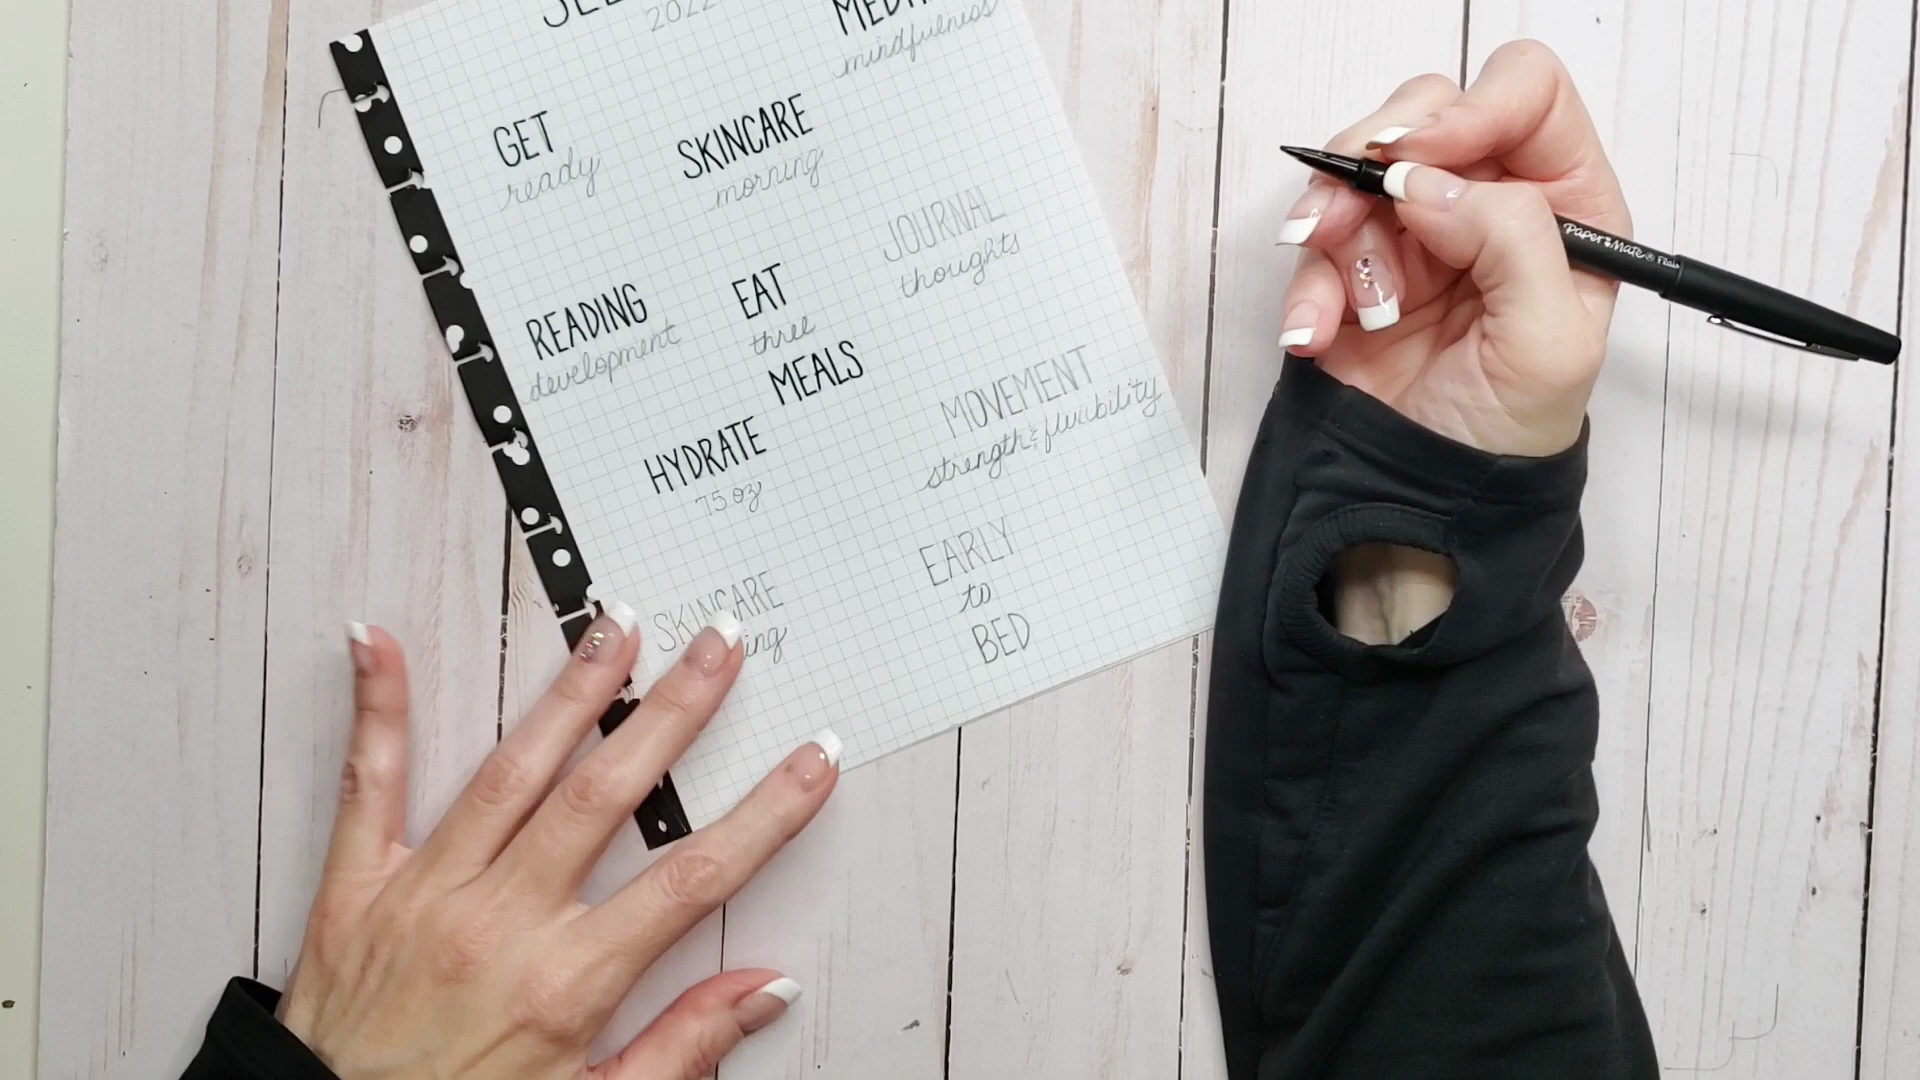 2022
mindfulness
GET
ready
SKINCARE
morning
JOURNAL
thoughts
READING
development
EAT
three
MEALS
HYDRATE
75 oz
MOVEMENT
strength & flexibility
SKINCARE
EARLY
to
BED
Paper Mate® Flair